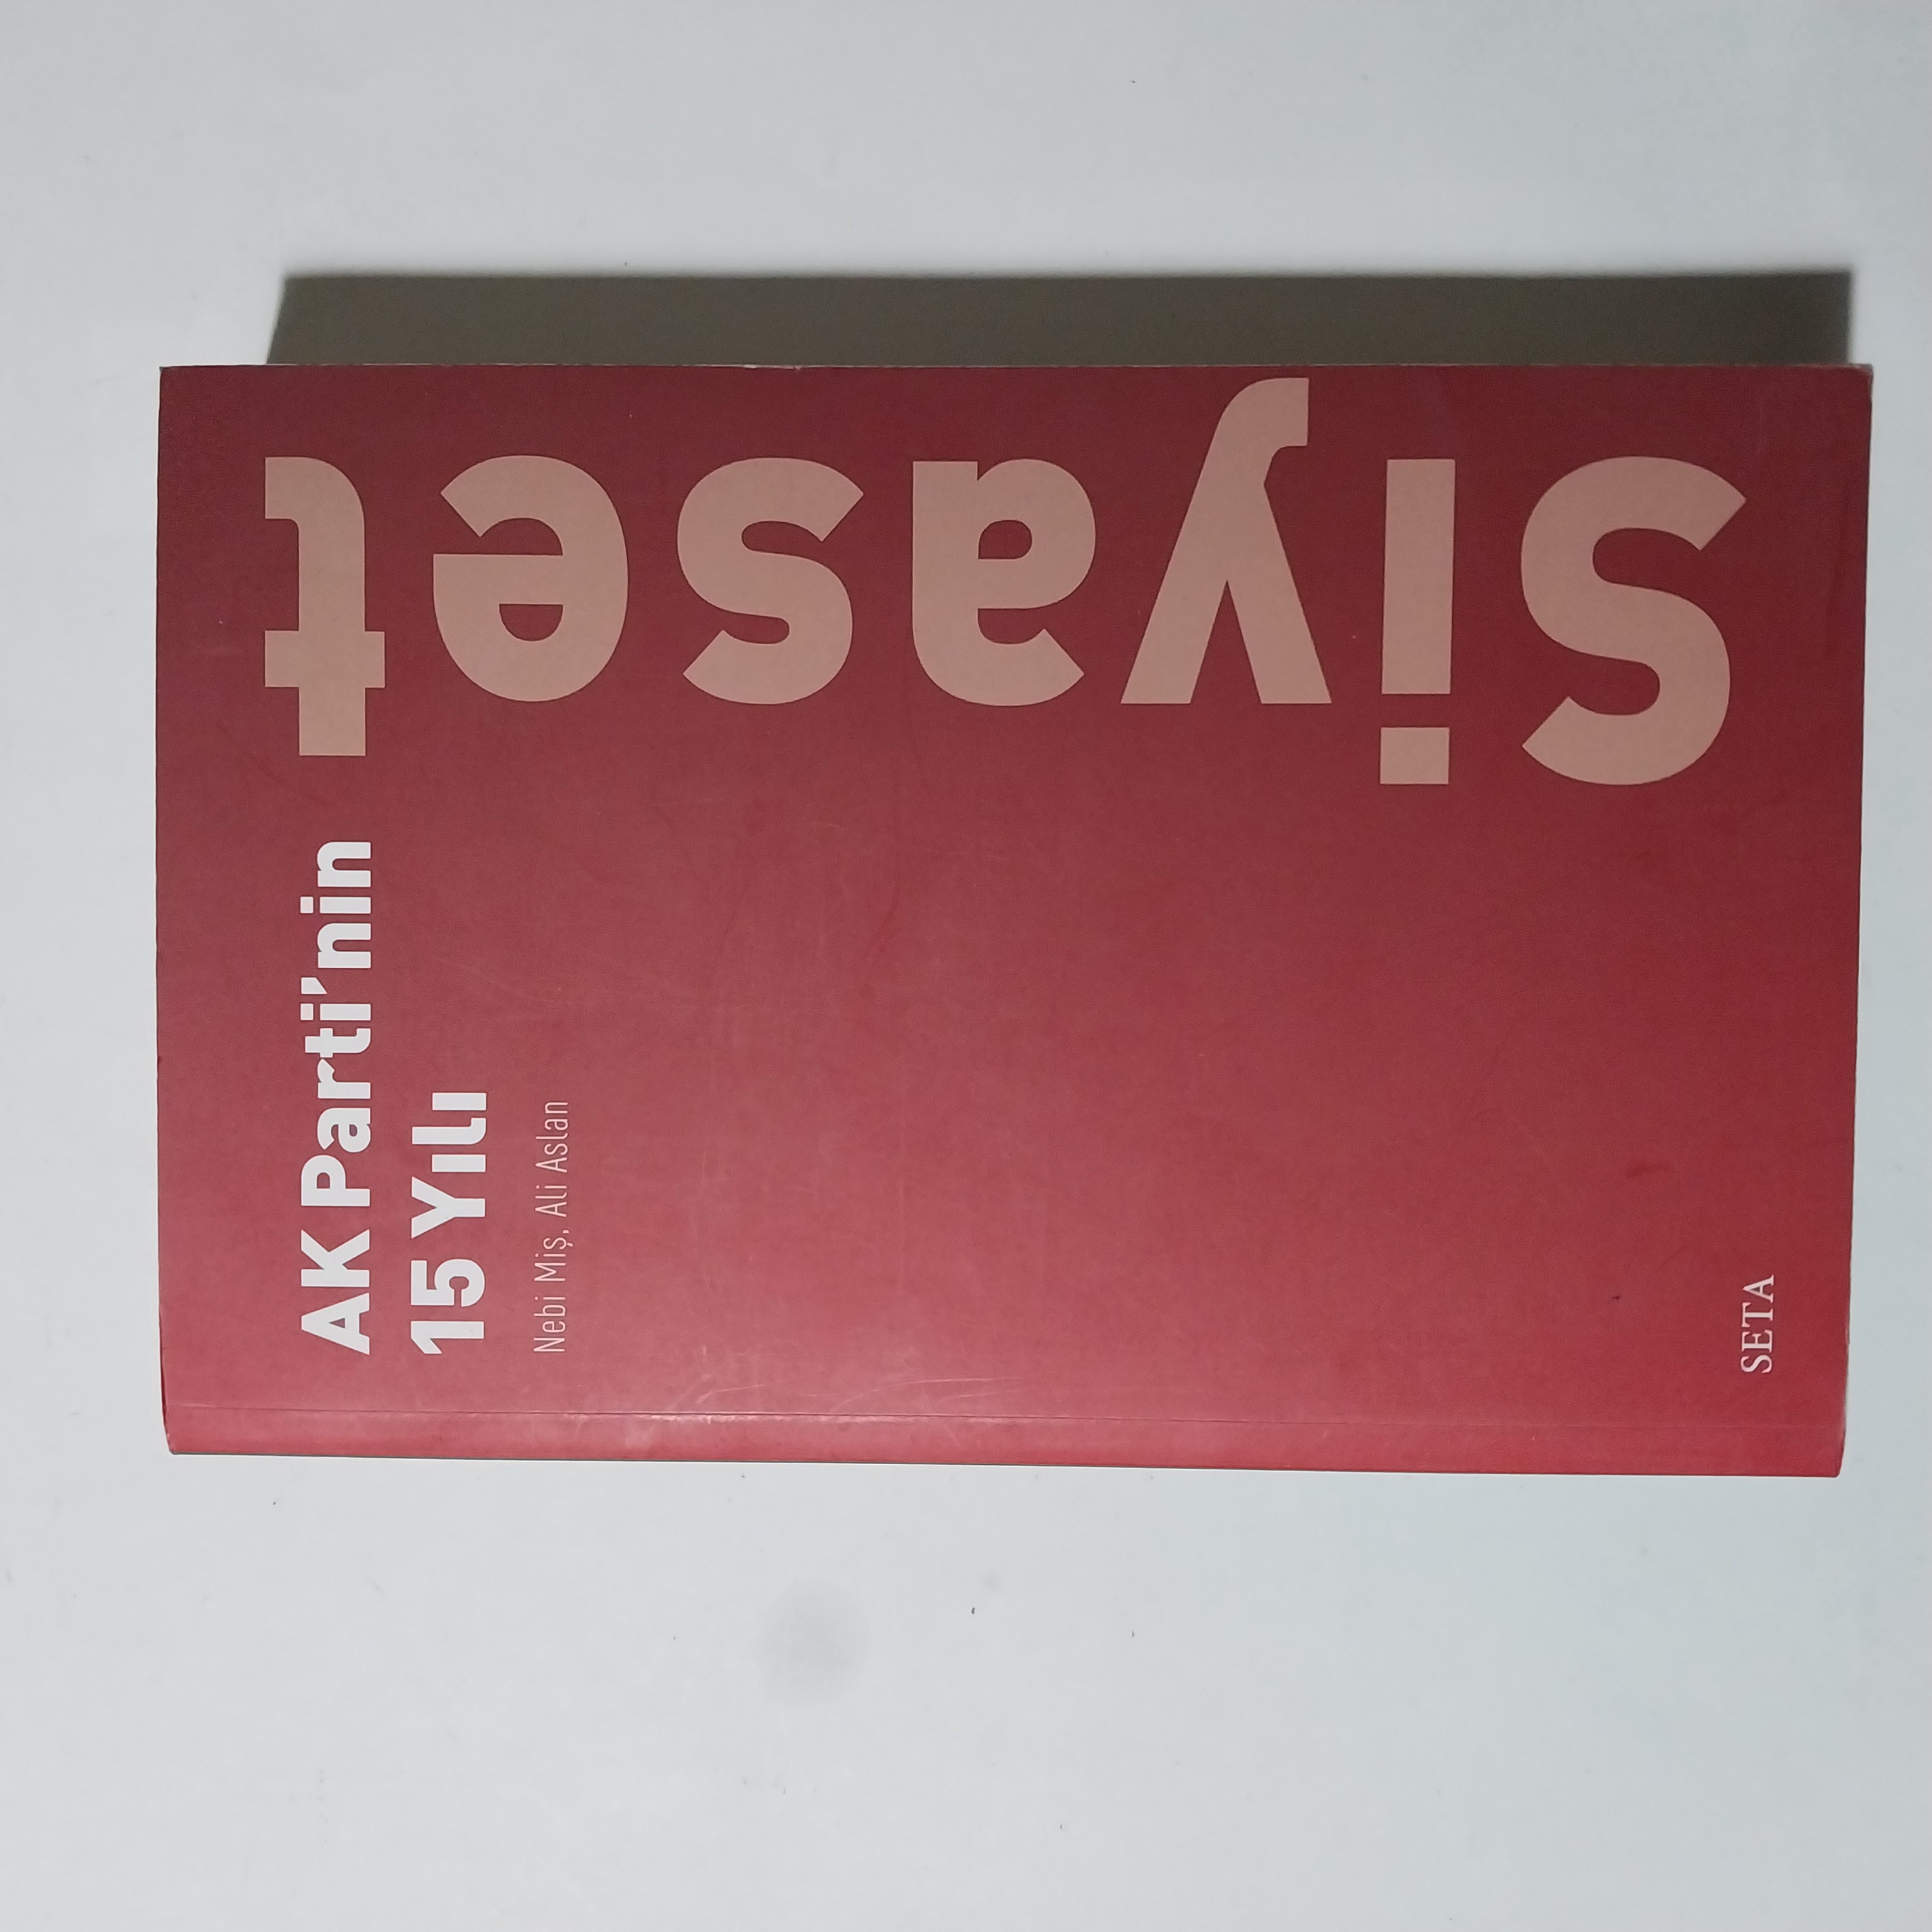 AK Parti'nin
15 Yılı
Nebi Miş, Ali Aslan
Siyaset
SETA